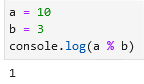 a = 10
b = 3
console.log(a % b)
1